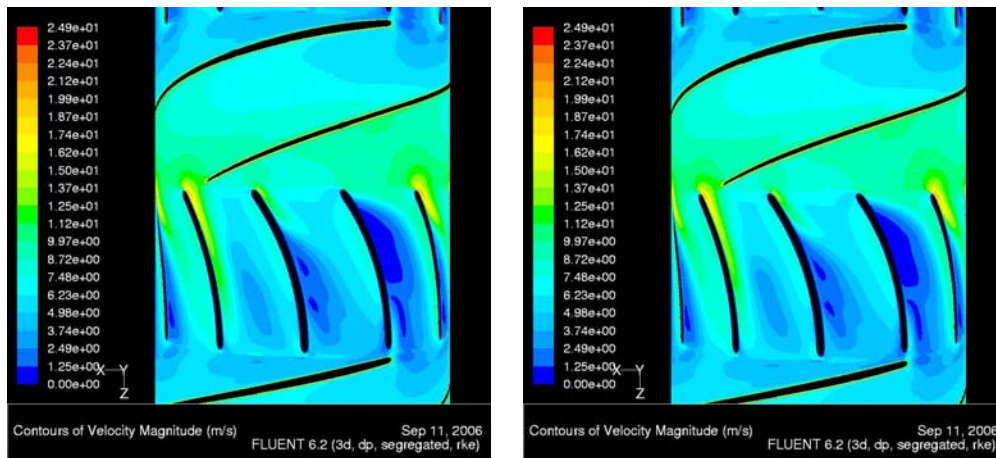 2.49e+01
2.37e+01
2.24e+01
2.12e+01
1.99e+01
1.87e+01
1.74e+01
1.62e+01
1.50e+01
1.37e+01
1.25e+01
1.12e+01
9.97e+00
8.72e+00
7.48e+00
6.23e+00
4.98e+00
3.74e+00
2.49e+00
1.25e+00
0.00e+00
X Y
Z
Contours of Velocity Magnitude (m/s)
Sep 11, 2006
FLUENT 6.2 (3d, dp, segregated, rke)
2.49e+01
2.37e+01
2.24e+01
2.12e+01
1.99e+01
1.87e+01
1.74e+01
1.62e+01
1.50e+01
1.37e+01
1.25e+01
1.12e+01
9.97e+00
8.72e+00
7.48e+00
6.23e+00
4.98e+00
3.74e+00
2.49e+00
1.25e+00
0.00e+00
X Y
Z
Contours of Velocity Magnitude (m/s)
Sep 11, 2006
FLUENT 6.2 (3d, dp, segregated, rke)